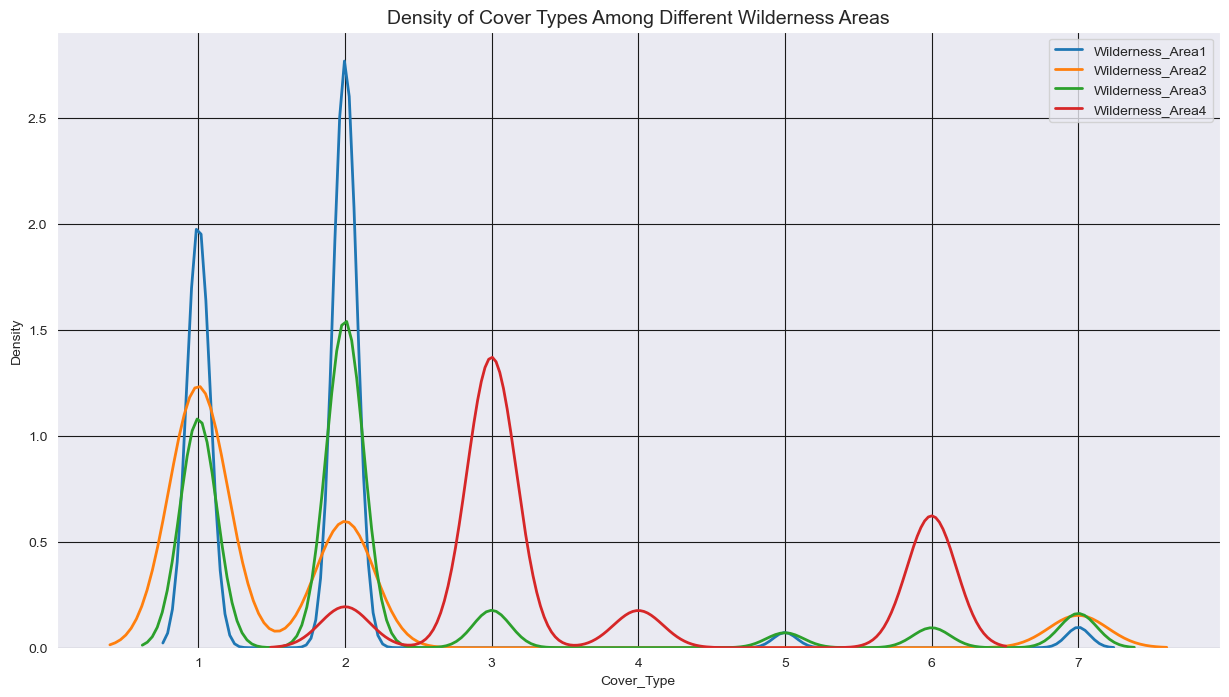 Density of Cover Types Among Different Wilderness Areas
Wilderness_Area1
Wilderness_Area2
Wilderness_Area3
Wilderness_Area4
Density
2.5
2.0
1.5
1.0
0.5
0.0
1 2 3 4 5 6 7
Cover_Type